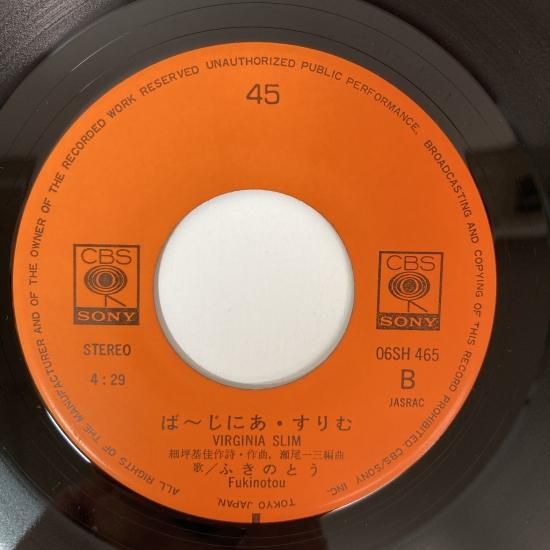 ALL RIGHTS OF THE MANUFACTURER AND OF THE OWNER OF THE RECORDED WORK RESERVED UNAUTHORIZED PUBLIC PERFORMANCE, BROADCASTING AND COPYING OF THIS RECORD PROHIBITED CBS/SONY INC. TOKYO JAPAN.
45
CBS
SONY
CBS
SONY
STEREO
4:29
06SH 465
B
JASRAC
ば〜じにあ・すりむ
VIRGINIA SLIM
細坪基佳作詩・作曲, 瀬尾一三編曲
歌/ふきのとう
Fukinotou